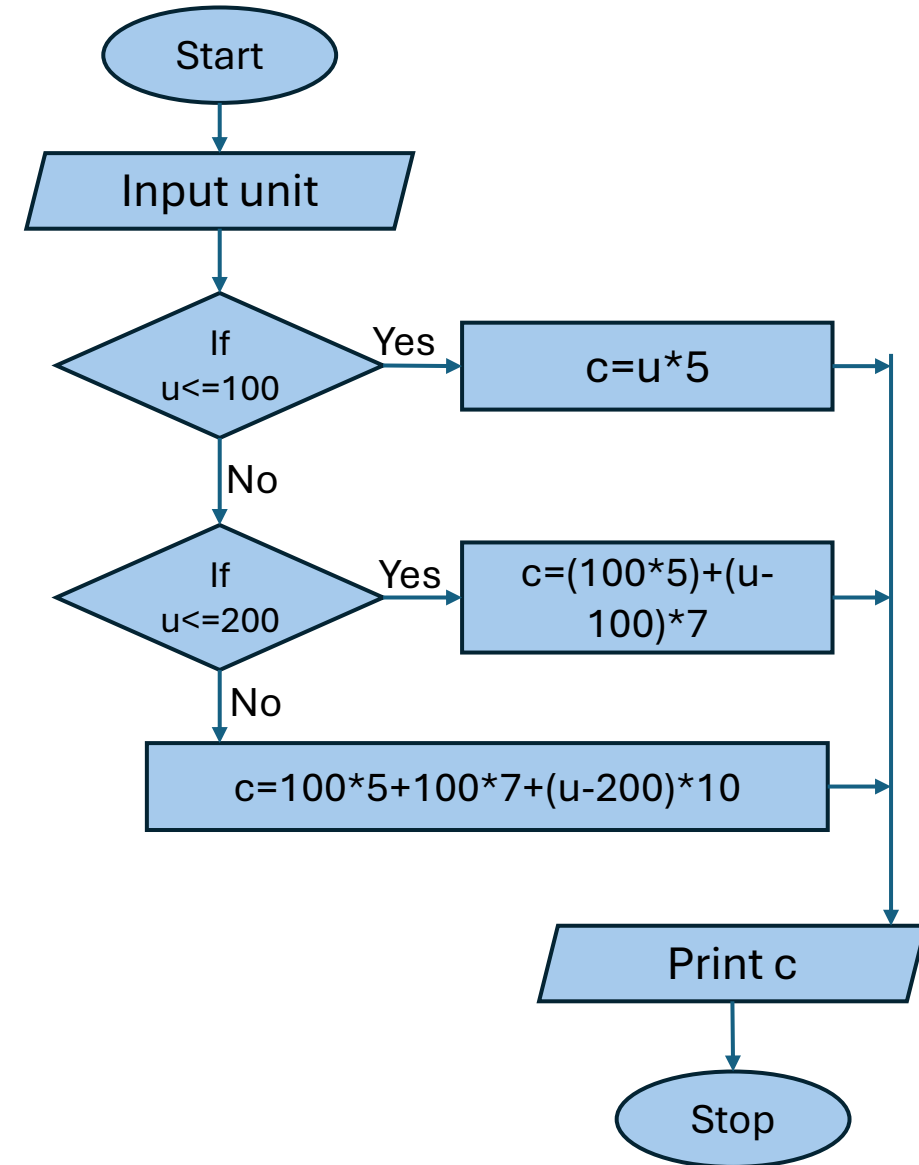 Start
Input unit
If
u<=100
Yes
c=u*5
No
If
u<=200
Yes
c=(100*5)+(u-
100)*7
No
c=100*5+100*7+(u-200)*10
Print c
Stop